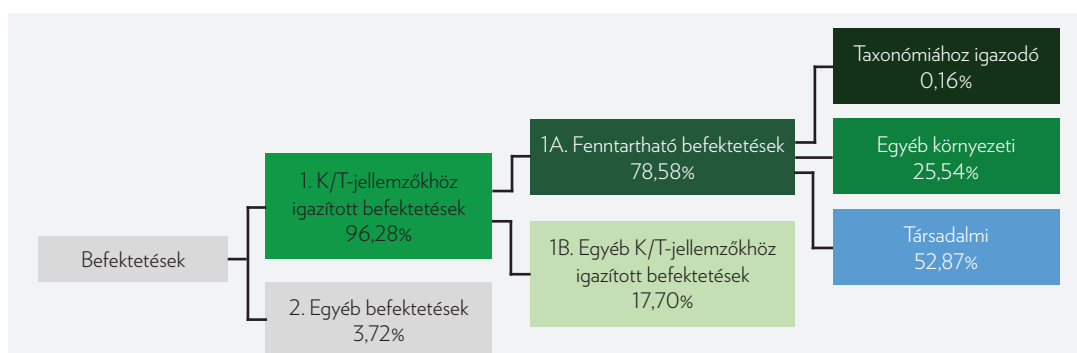 Befektetések
1. K/T-jellemzőkhöz
igazított befektetések
96,28%
2. Egyéb befektetések
3,72%
1A. Fenntartható befektetések
78,58%
1B. Egyéb K/T-jellemzőkhöz
igazított befektetések
17,70%
Taxonómiához igazodó
0,16%
Egyéb környezeti
25,54%
Társadalmi
52,87%